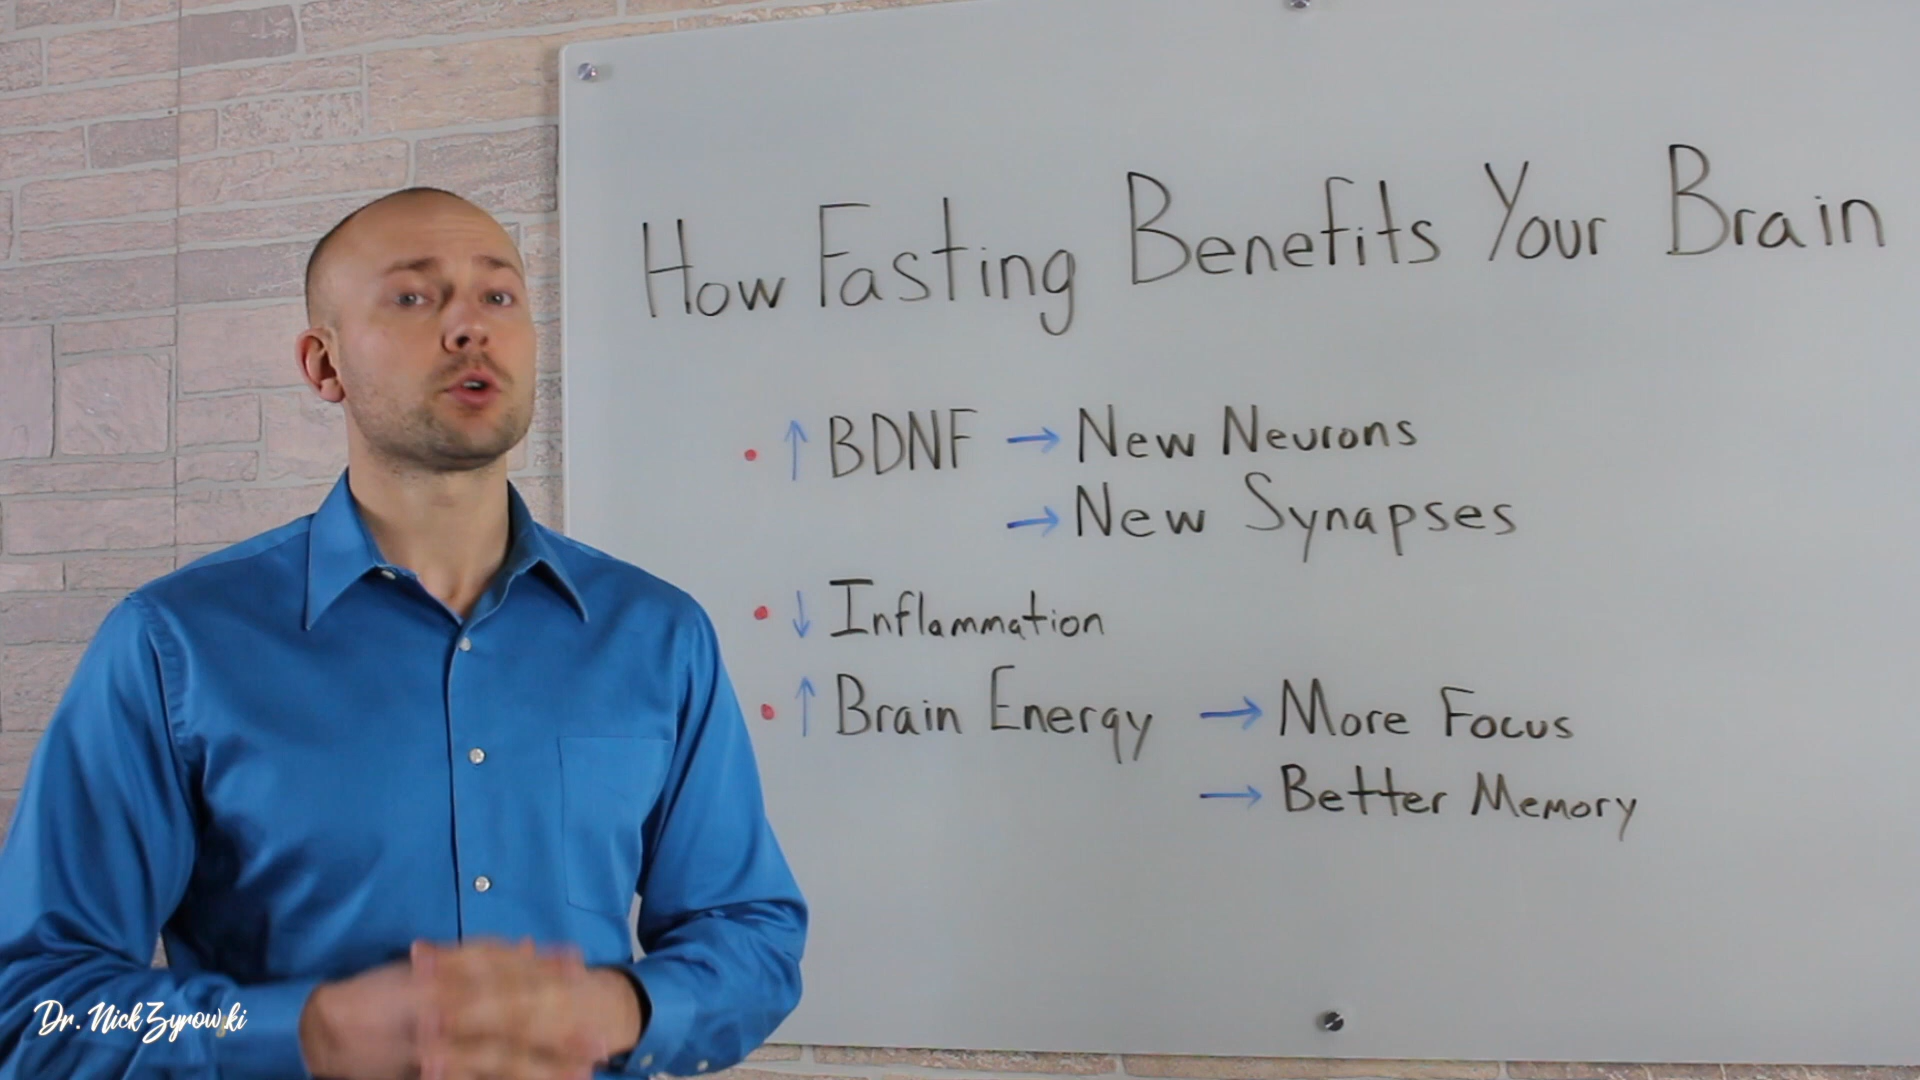 How Fasting Benefits Your Brain
• ↑ BDNF → New Neurons
→ New Synapses
• ↓ Inflammation
• ↑ Brain Energy → More Focus
→ Better Memory
Dr. Nick Zyrowski